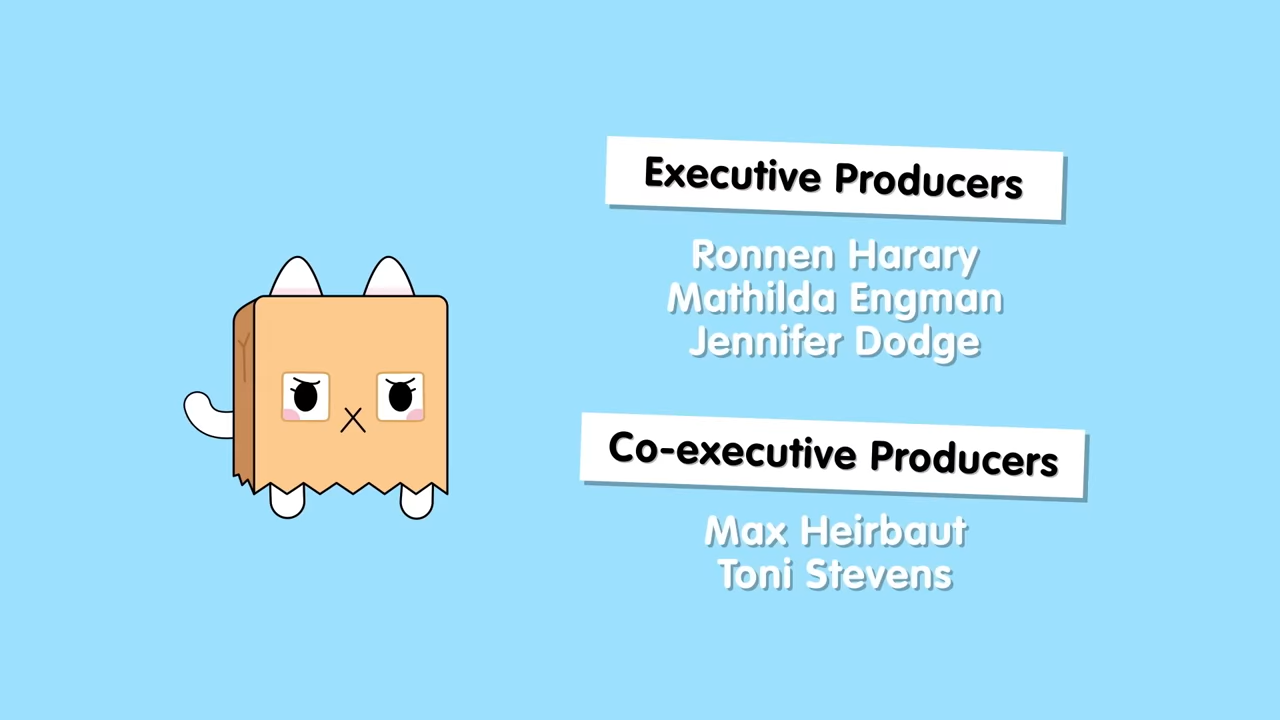 Executive Producers
Ronnen Harary
Mathilda Engman
Jennifer Dodge
Co-executive Producers
Max Heirbaut
Toni Stevens